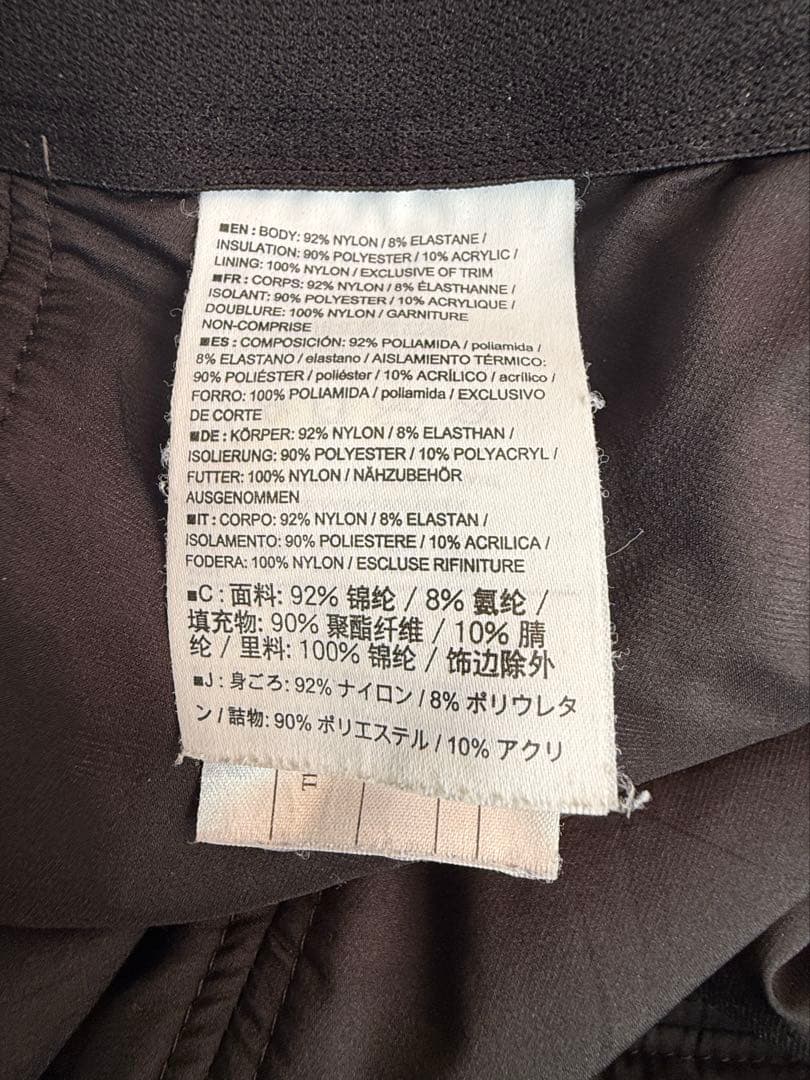 ■EN : BODY: 92% NYLON / 8% ELASTANE /
INSULATION: 90% POLYESTER / 10% ACRYLIC /
LINING: 100% NYLON / EXCLUSIVE OF TRIM
■FR : CORPS: 92% NYLON / 8% ÉLASTHANNE /
ISOLANT: 90% POLYESTER / 10% ACRYLIQUE /
DOUBLURE: 100% NYLON / GARNITURE
NON-COMPRISE
■ES : COMPOSICIÓN: 92% POLIAMIDA / poliamida /
8% ELASTANO / elastano / AISLAMIENTO TÉRMICO:
90% POLIÉSTER / poliéster / 10% ACRÍLICO / acrílico /
FORRO: 100% POLIAMIDA / poliamida / EXCLUSIVO
DE CORTE
■DE : KÖRPER: 92% NYLON / 8% ELASTHAN /
ISOLIERUNG: 90% POLYESTER / 10% POLYACRYL /
FUTTER: 100% NYLON / NÄHZUBEHÖR
AUSGENOMMEN
■IT : CORPO: 92% NYLON / 8% ELASTAN /
ISOLAMENTO: 90% POLIESTERE / 10% ACRILICA /
FODERA: 100% NYLON / ESCLUSE RIFINITURE
■C : 面料: 92% 锦纶 / 8% 氨纶 /
填充物: 90% 聚酯纤维 / 10% 腈
纶 / 里料: 100% 锦纶 / 饰边除外
■J : 身ごろ: 92% ナイロン / 8% ポリウレタ
ン / 詰物: 90% ポリエステル / 10% アクリ